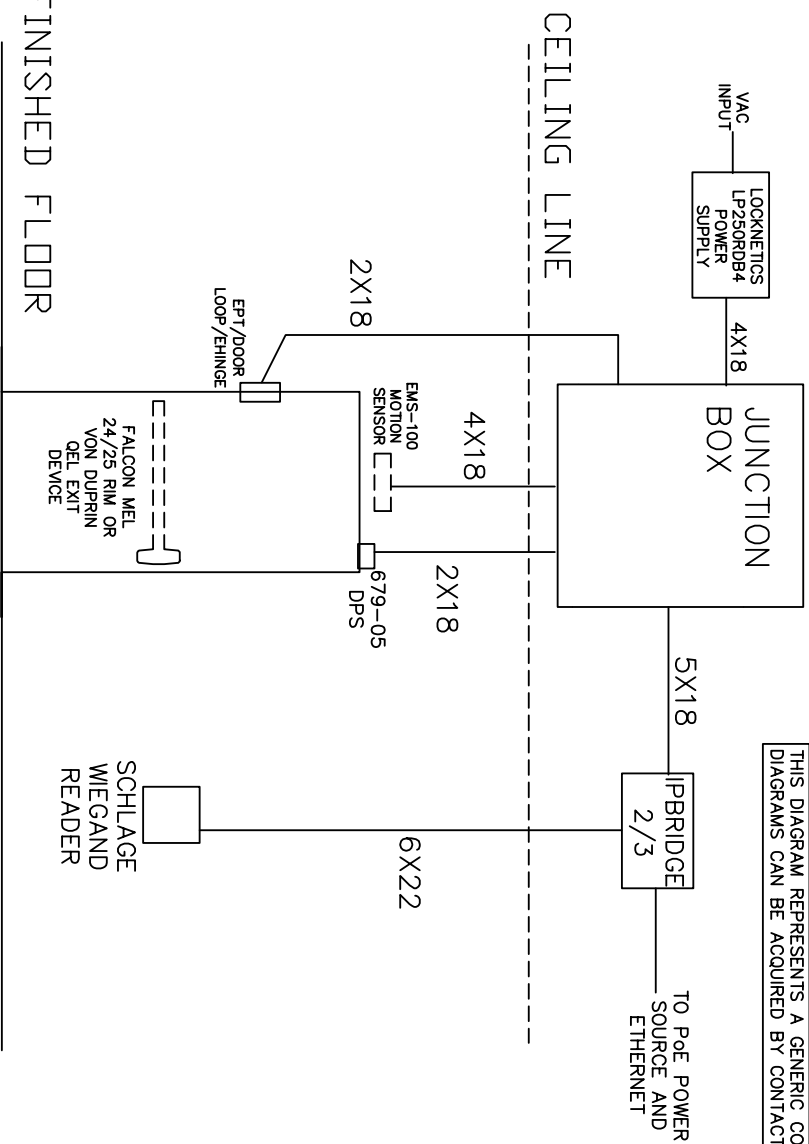 THIS DIAGRAM REPRESENTS A GENERIC
DIAGRAMS CAN BE ACQUIRED BY
VAC
INPUT
LOCKNETICS
LP250RDB4
POWER
SUPPLY
4X18
JUNCTION
BOX
5X18
IPBRIDGE
2/3
TO PoE POWER
SOURCE AND
ETHERNET
CEILING LINE
2X18
EMS-100
MOTION
SENSOR
4X18
2X18
679-05
DPS
6X22
EPT/DOOR
LOOP/EHINGE
FALCON MEL
24/25 RIM OR
VON DUPRIN
QEL EXIT
DEVICE
SCHLAGE
WIEGAND
READER
INISHED FLOOR